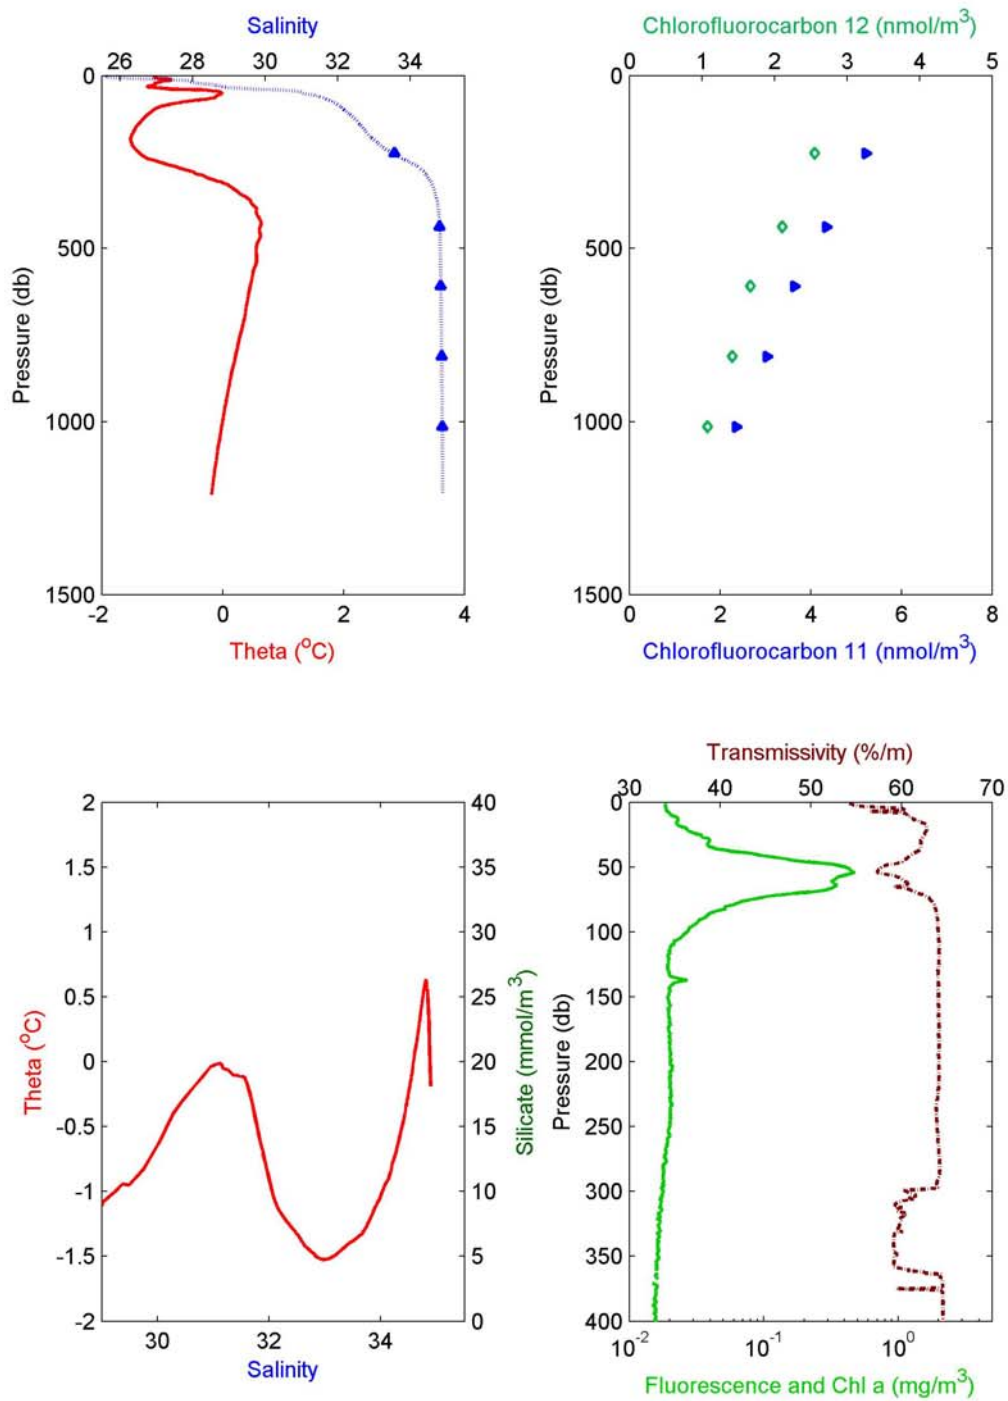 Salinity
26 28 30 32 34
0
500
1000
1500
Pressure (db)
-2 0 2 4
Theta (°C)
Chlorofluorocarbon 12 (nmol/m³)
0 1 2 3 4 5
0
500
1000
1500
Pressure (db)
0 2 4 6 8
Chlorofluorocarbon 11 (nmol/m³)
2
1.5
1
0.5
0
-0.5
-1
-1.5
-2
Theta (°C)
30 32 34
Salinity
40
35
30
25
20
15
10
5
0
Silicate (mmol/m³)
Transmissivity (%/m)
30 40 50 60 70
0
50
100
150
200
250
300
350
400
Pressure (db)
10⁻² 10⁻¹ 10⁰
Fluorescence and Chl a (mg/m³)